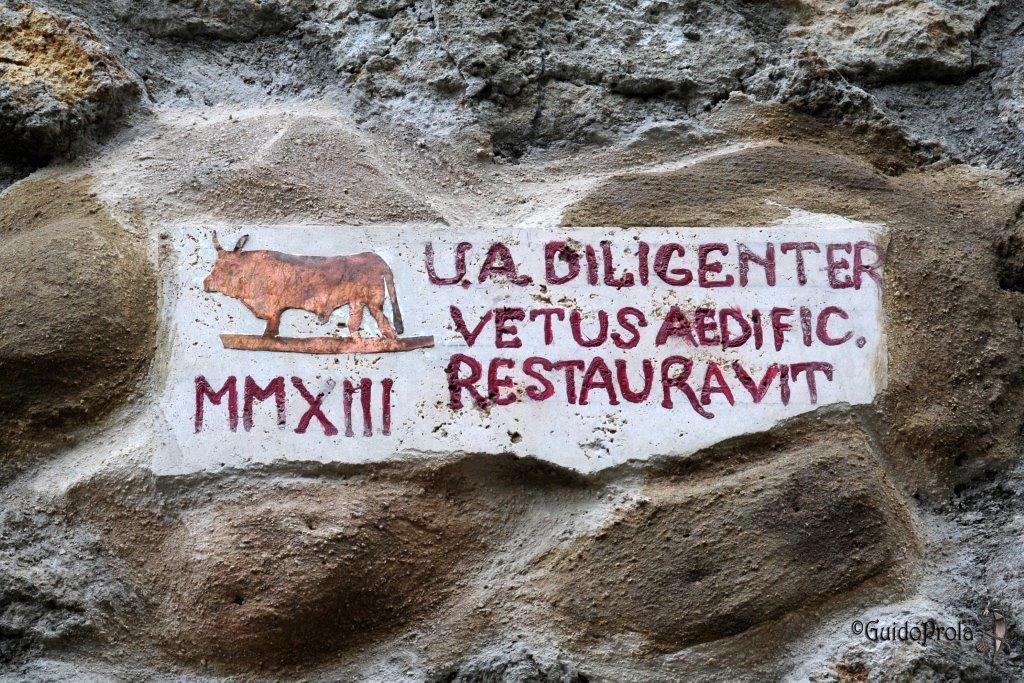 U.A. DILIGENTER
VETUS AEDIFIC.
RESTAURAVIT
MMXIII
©GuidoProla